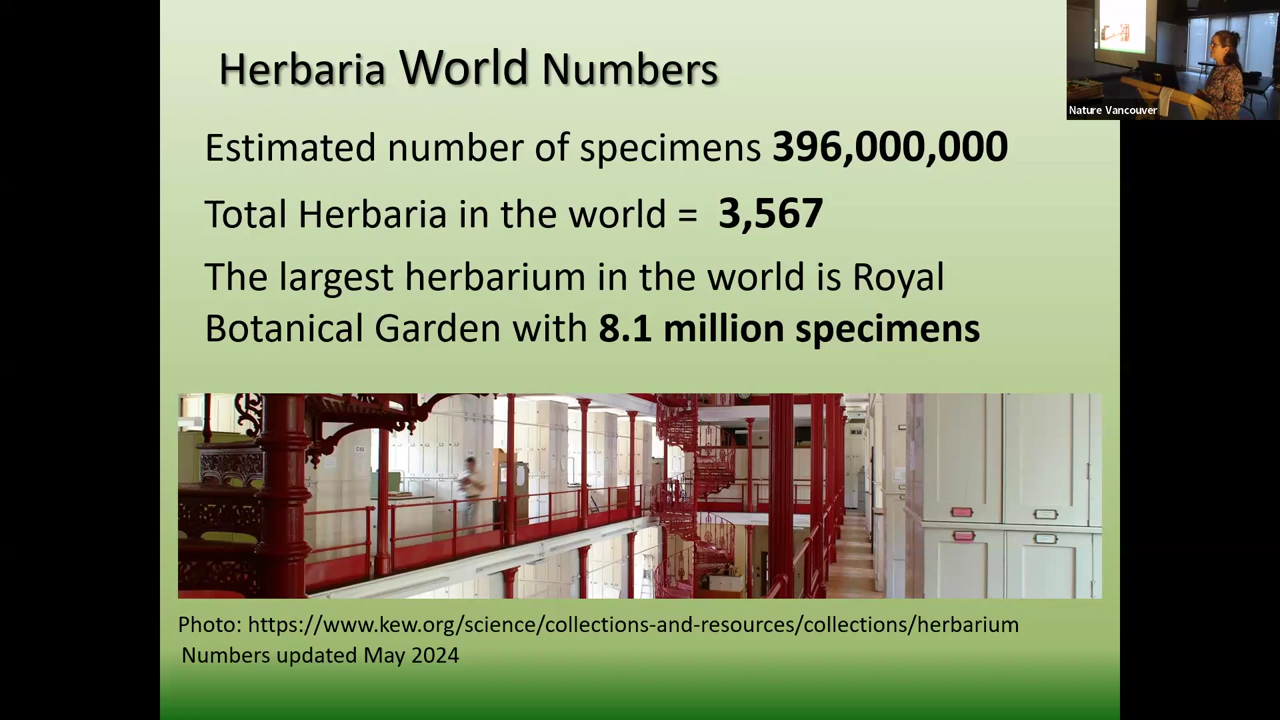 Herbaria World Numbers
Nature Vancouver
Estimated number of specimens 396,000,000
Total Herbaria in the world = 3,567
The largest herbarium in the world is Royal
Botanical Garden with 8.1 million specimens
Photo: https://www.kew.org/science/collections-and-resources/collections/herbarium
Numbers updated May 2024